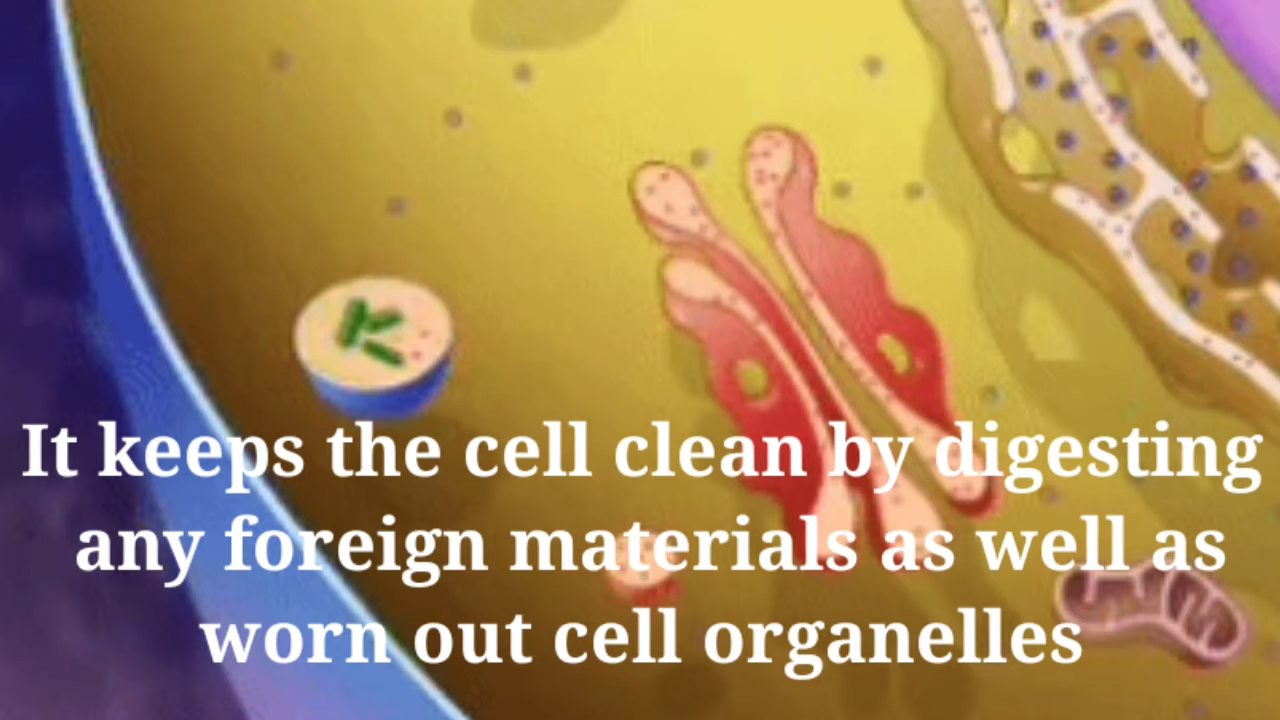 It keeps the cell clean by digesting
any foreign materials as well as
worn out cell organelles